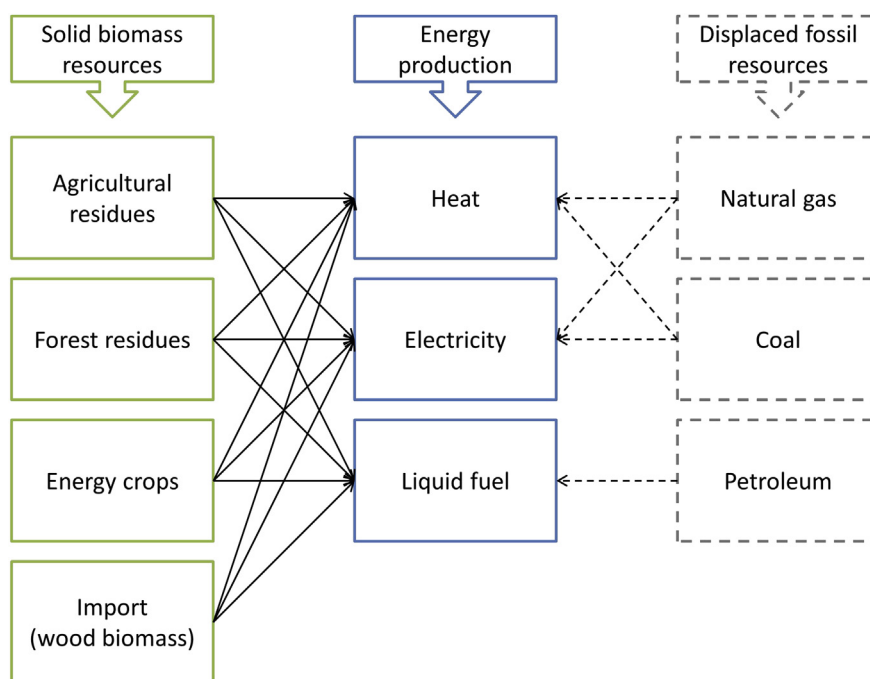 Solid biomass
resources
Energy
production
Displaced fossil
resources
Agricultural
residues
Heat
Natural gas
Forest residues
Electricity
Coal
Energy crops
Liquid fuel
Petroleum
Import
(wood biomass)